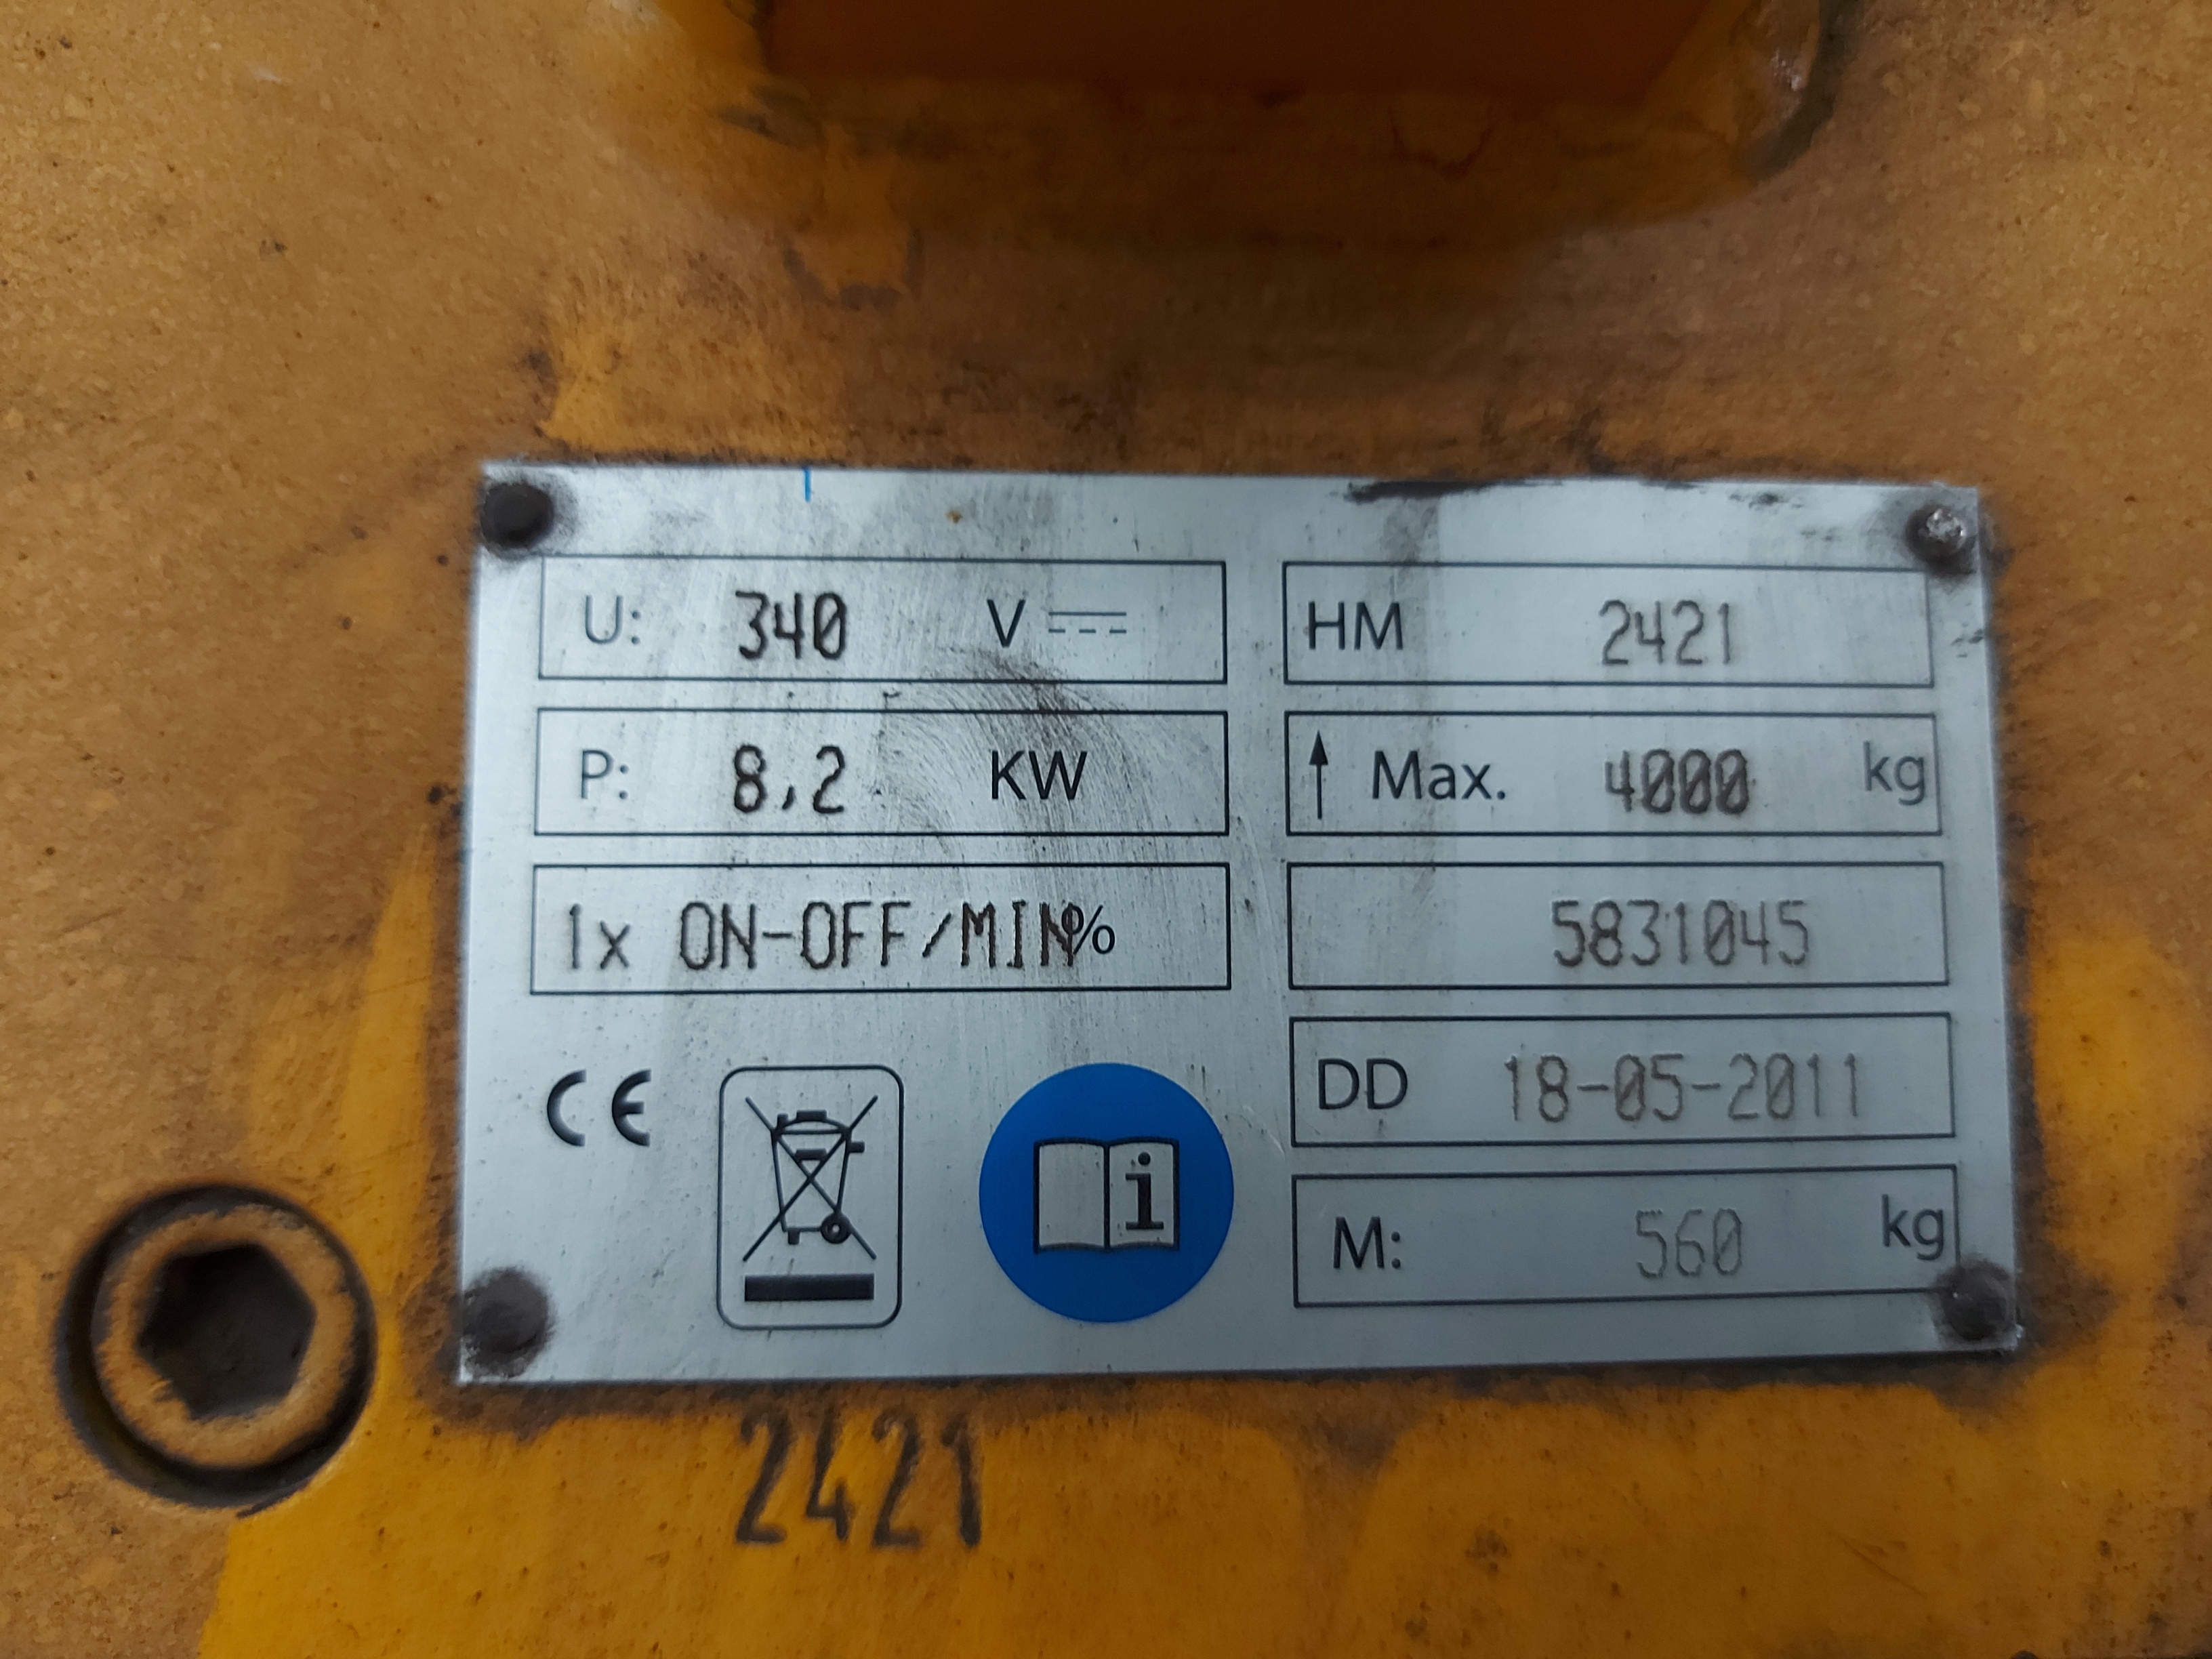 U: 340 V
P: 8,2 KW
1x ON-OFF/MIN%
CE
HM 2421
Max. 4000 kg
5831045
DD 18-05-2011
M: 560 kg
2421